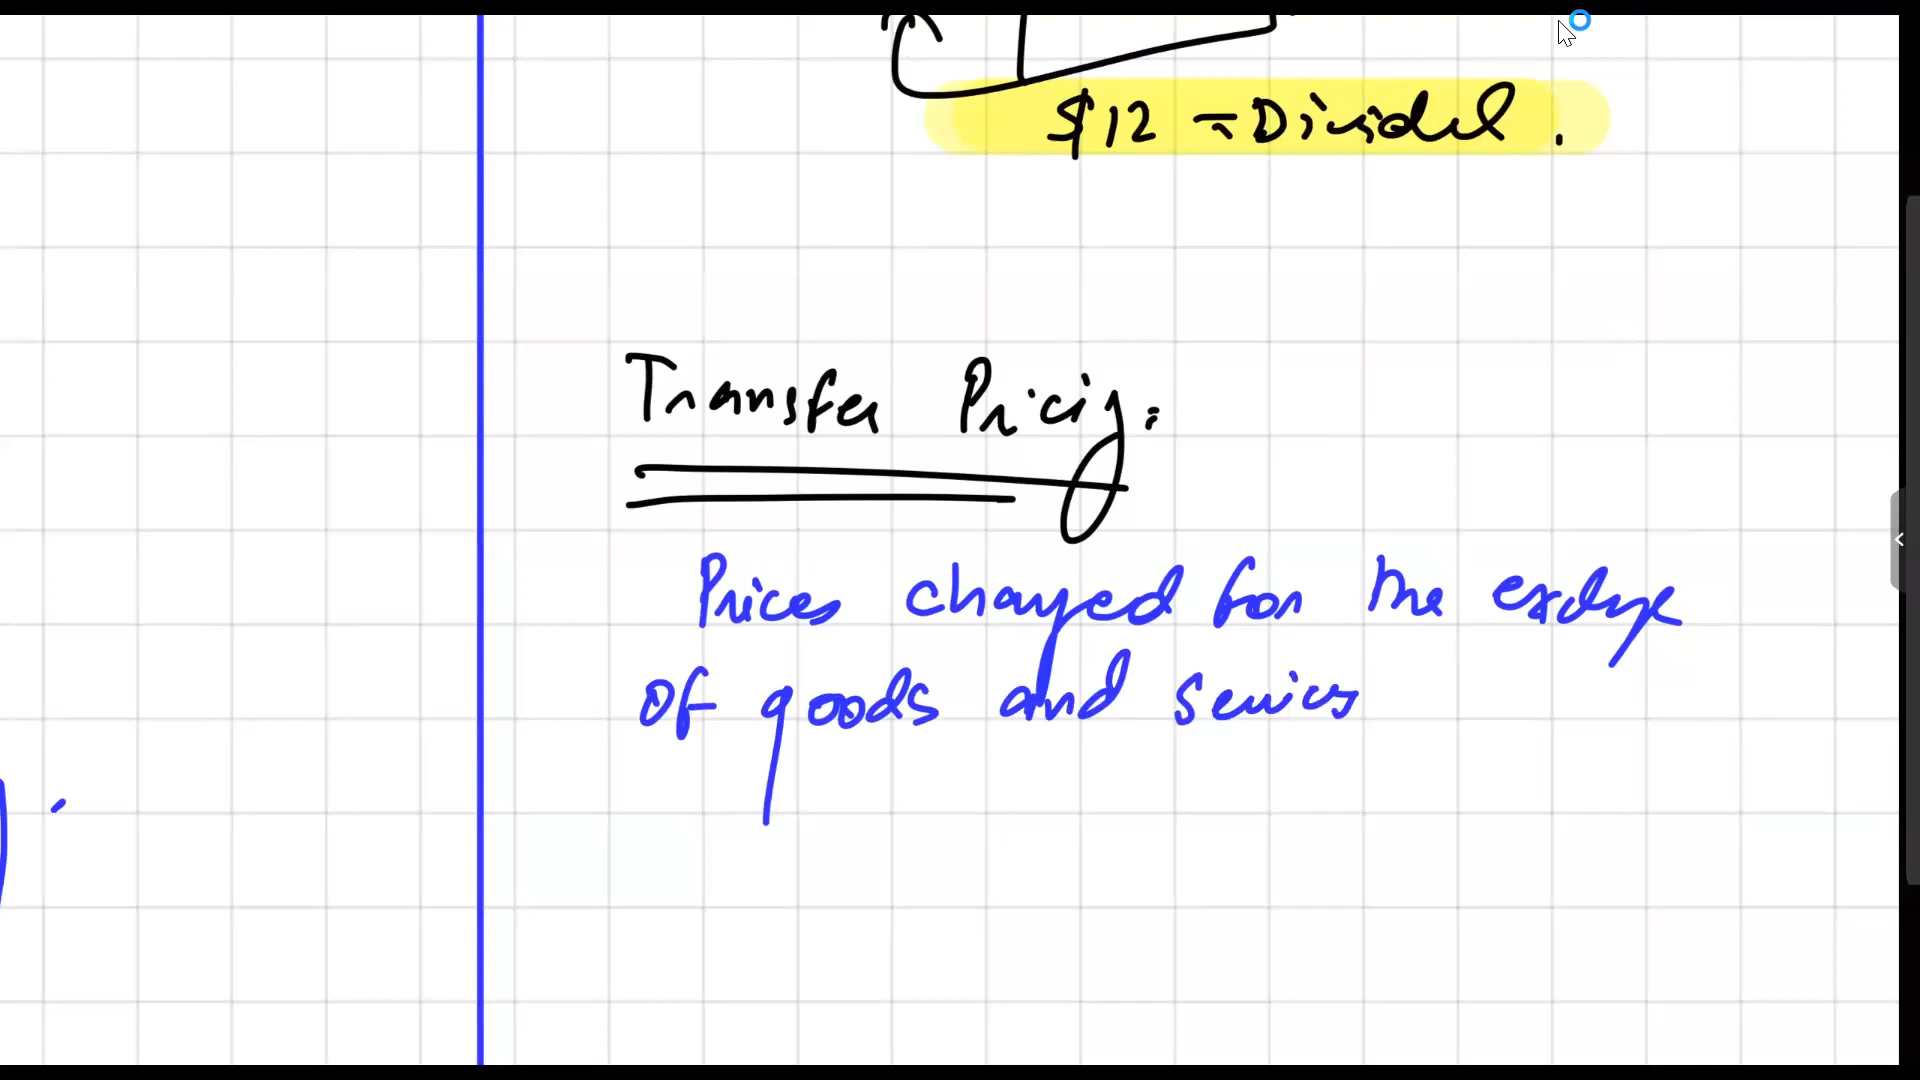 $12 = Dividend.
Transfer Pricing:
Prices charged for the exchange
of goods and services